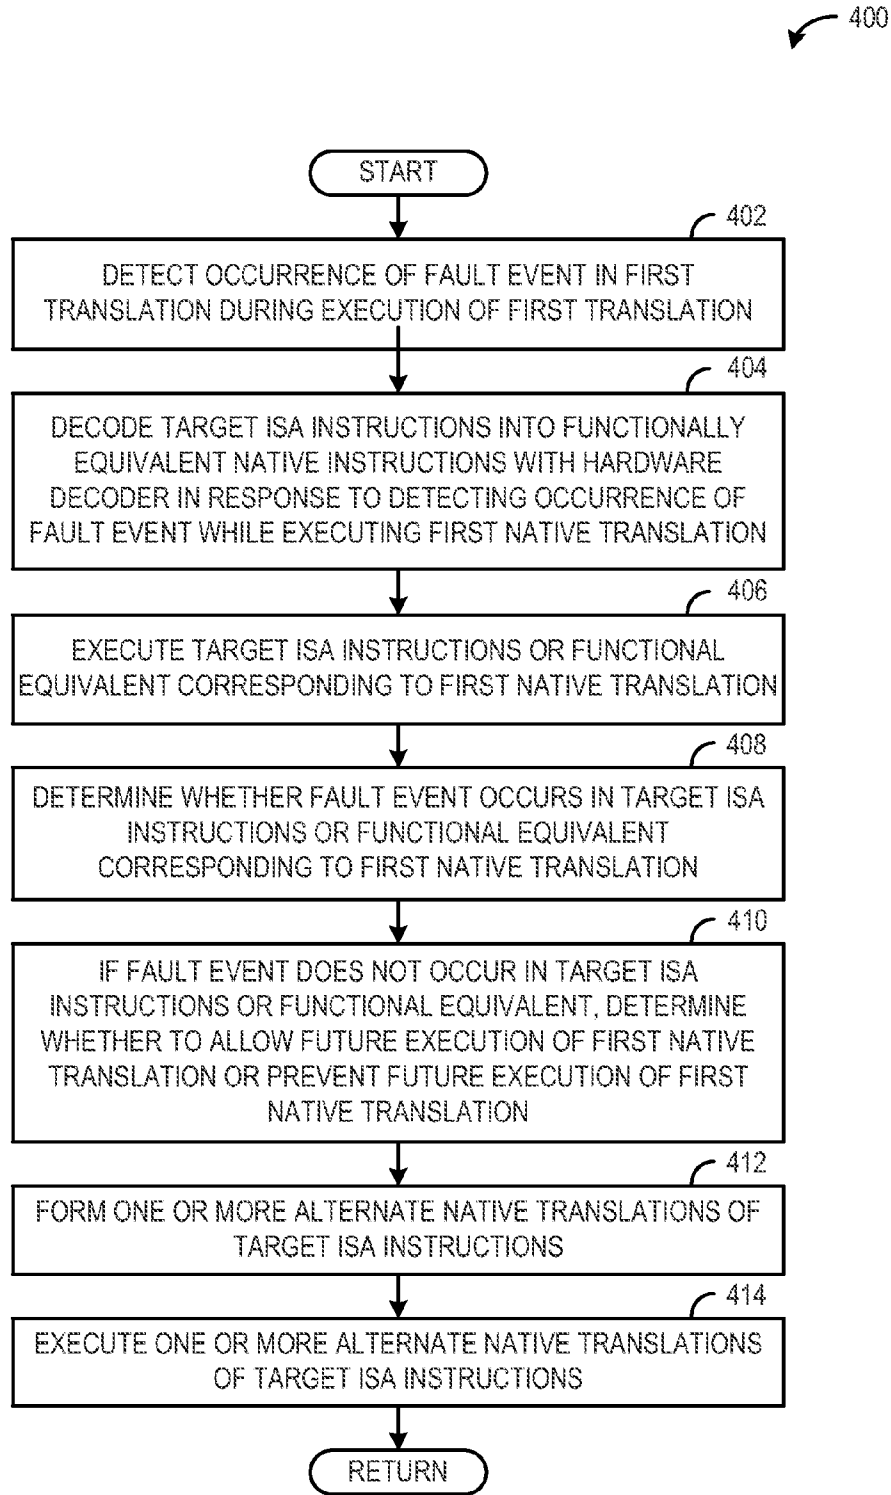 400
START
402
DETECT OCCURRENCE OF FAULT EVENT IN FIRST
TRANSLATION DURING EXECUTION OF FIRST TRANSLATION
404
DECODE TARGET ISA INSTRUCTIONS INTO FUNCTIONALLY
EQUIVALENT NATIVE INSTRUCTIONS WITH HARDWARE
DECODER IN RESPONSE TO DETECTING OCCURRENCE OF
FAULT EVENT WHILE EXECUTING FIRST NATIVE TRANSLATION
406
EXECUTE TARGET ISA INSTRUCTIONS OR FUNCTIONAL
EQUIVALENT CORRESPONDING TO FIRST NATIVE TRANSLATION
408
DETERMINE WHETHER FAULT EVENT OCCURS IN TARGET ISA
INSTRUCTIONS OR FUNCTIONAL EQUIVALENT
CORRESPONDING TO FIRST NATIVE TRANSLATION
410
IF FAULT EVENT DOES NOT OCCUR IN TARGET ISA
INSTRUCTIONS OR FUNCTIONAL EQUIVALENT, DETERMINE
WHETHER TO ALLOW FUTURE EXECUTION OF FIRST NATIVE
TRANSLATION OR PREVENT FUTURE EXECUTION OF FIRST
NATIVE TRANSLATION
412
FORM ONE OR MORE ALTERNATE NATIVE TRANSLATIONS OF
TARGET ISA INSTRUCTIONS
414
EXECUTE ONE OR MORE ALTERNATE NATIVE TRANSLATIONS
OF TARGET ISA INSTRUCTIONS
RETURN